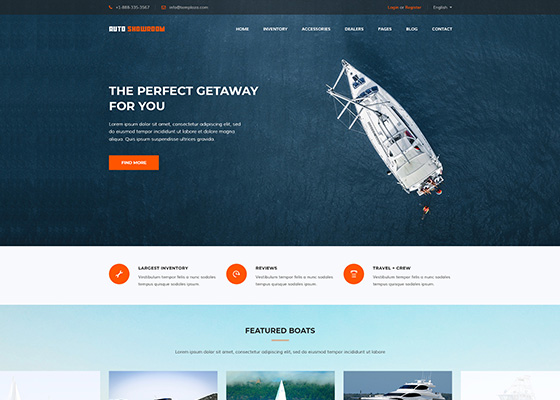 +1-888-335-3567 info@templaza.com Login or Register English
AUTO SHOWROOM HOME INVENTORY ACCESSORIES DEALERS PAGES BLOG CONTACT
THE PERFECT GETAWAY
FOR YOU
Lorem ipsum dolor sit amet, consectetur adipiscing elit, sed
do eiusmod tempor incididunt ut labore et dolore magna
aliqua. Quis ipsum suspendisse ultrices gravida.
FIND MORE
LARGEST INVENTORY
Vestibulum tempor felis a nunc sodales
tempus quisque sodales ipsum.
REVIEWS
Vestibulum tempor felis a nunc sodales
tempus quisque sodales ipsum.
TRAVEL + CREW
Vestibulum tempor felis a nunc sodales
tempus quisque sodales ipsum.
FEATURED BOATS
Lorem ipsum dolor sit amet, consectetur adipiscing elit, sed do eiusmod tempor incididunt ut labore